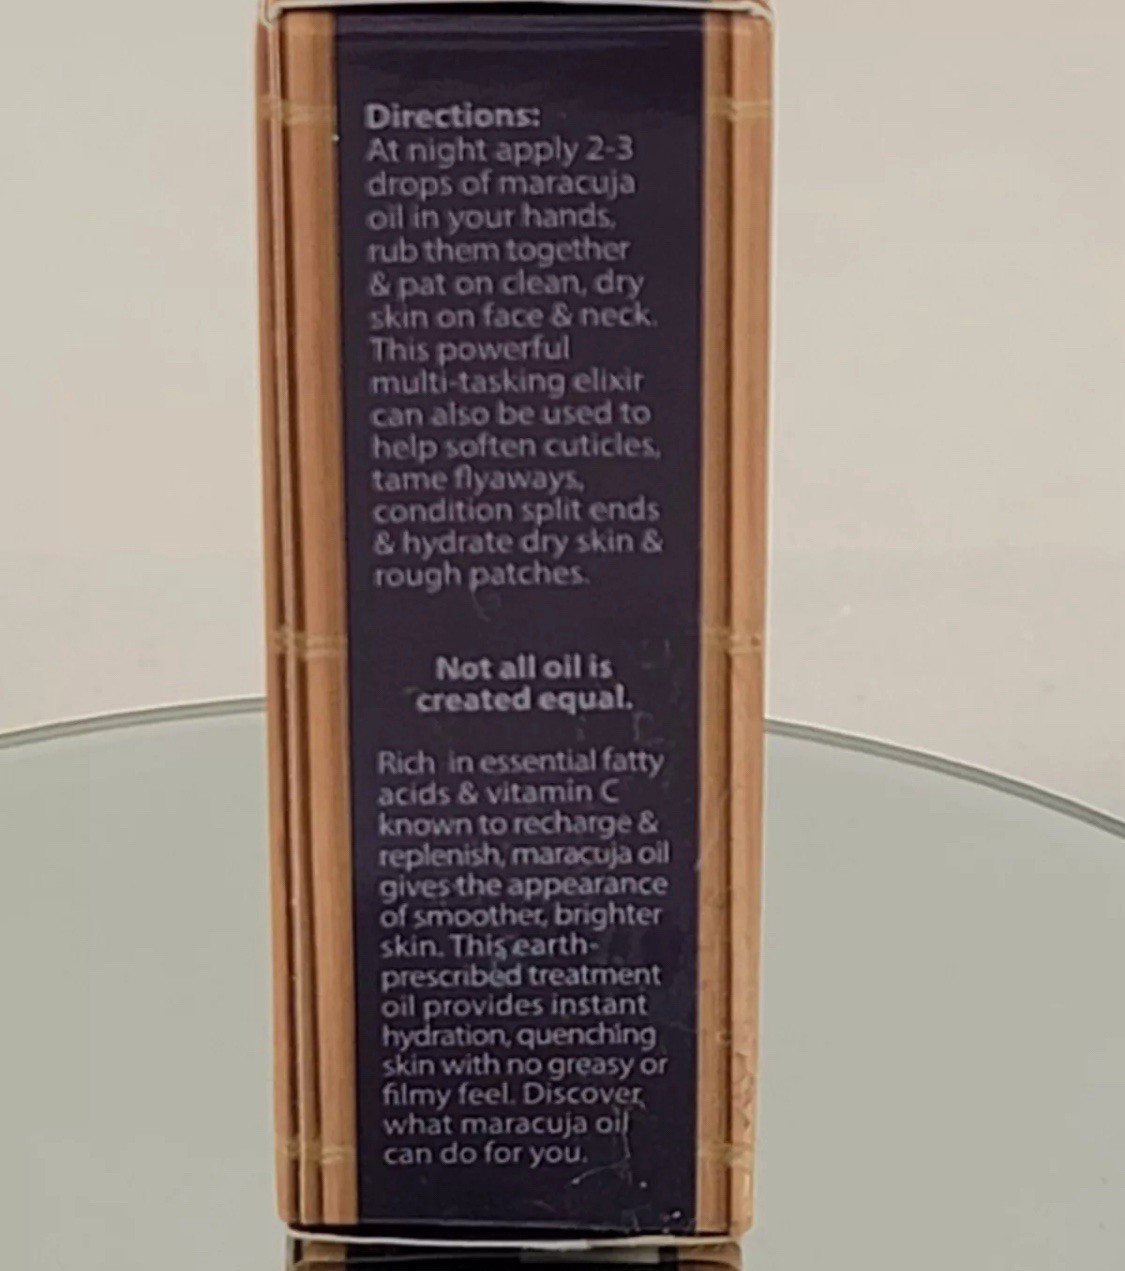 Directions:
At night apply 2-3
drops of maracuja
oil in your hands,
rub them together
& pat on clean, dry
skin on face & neck.
This powerful
multi-tasking elixir
can also be used to
help soften cuticles,
tame flyaways,
condition split ends
& hydrate dry skin &
rough patches.
Not all oil is
created equal.
Rich in essential fatty
acids & vitamin C
known to recharge &
replenish, maracuja oil
gives the appearance
of smoother, brighter
skin. This earth-
prescribed treatment
oil provides instant
hydration, quenching
skin with no greasy or
filmy feel. Discover
what maracuja oil
can do for you.